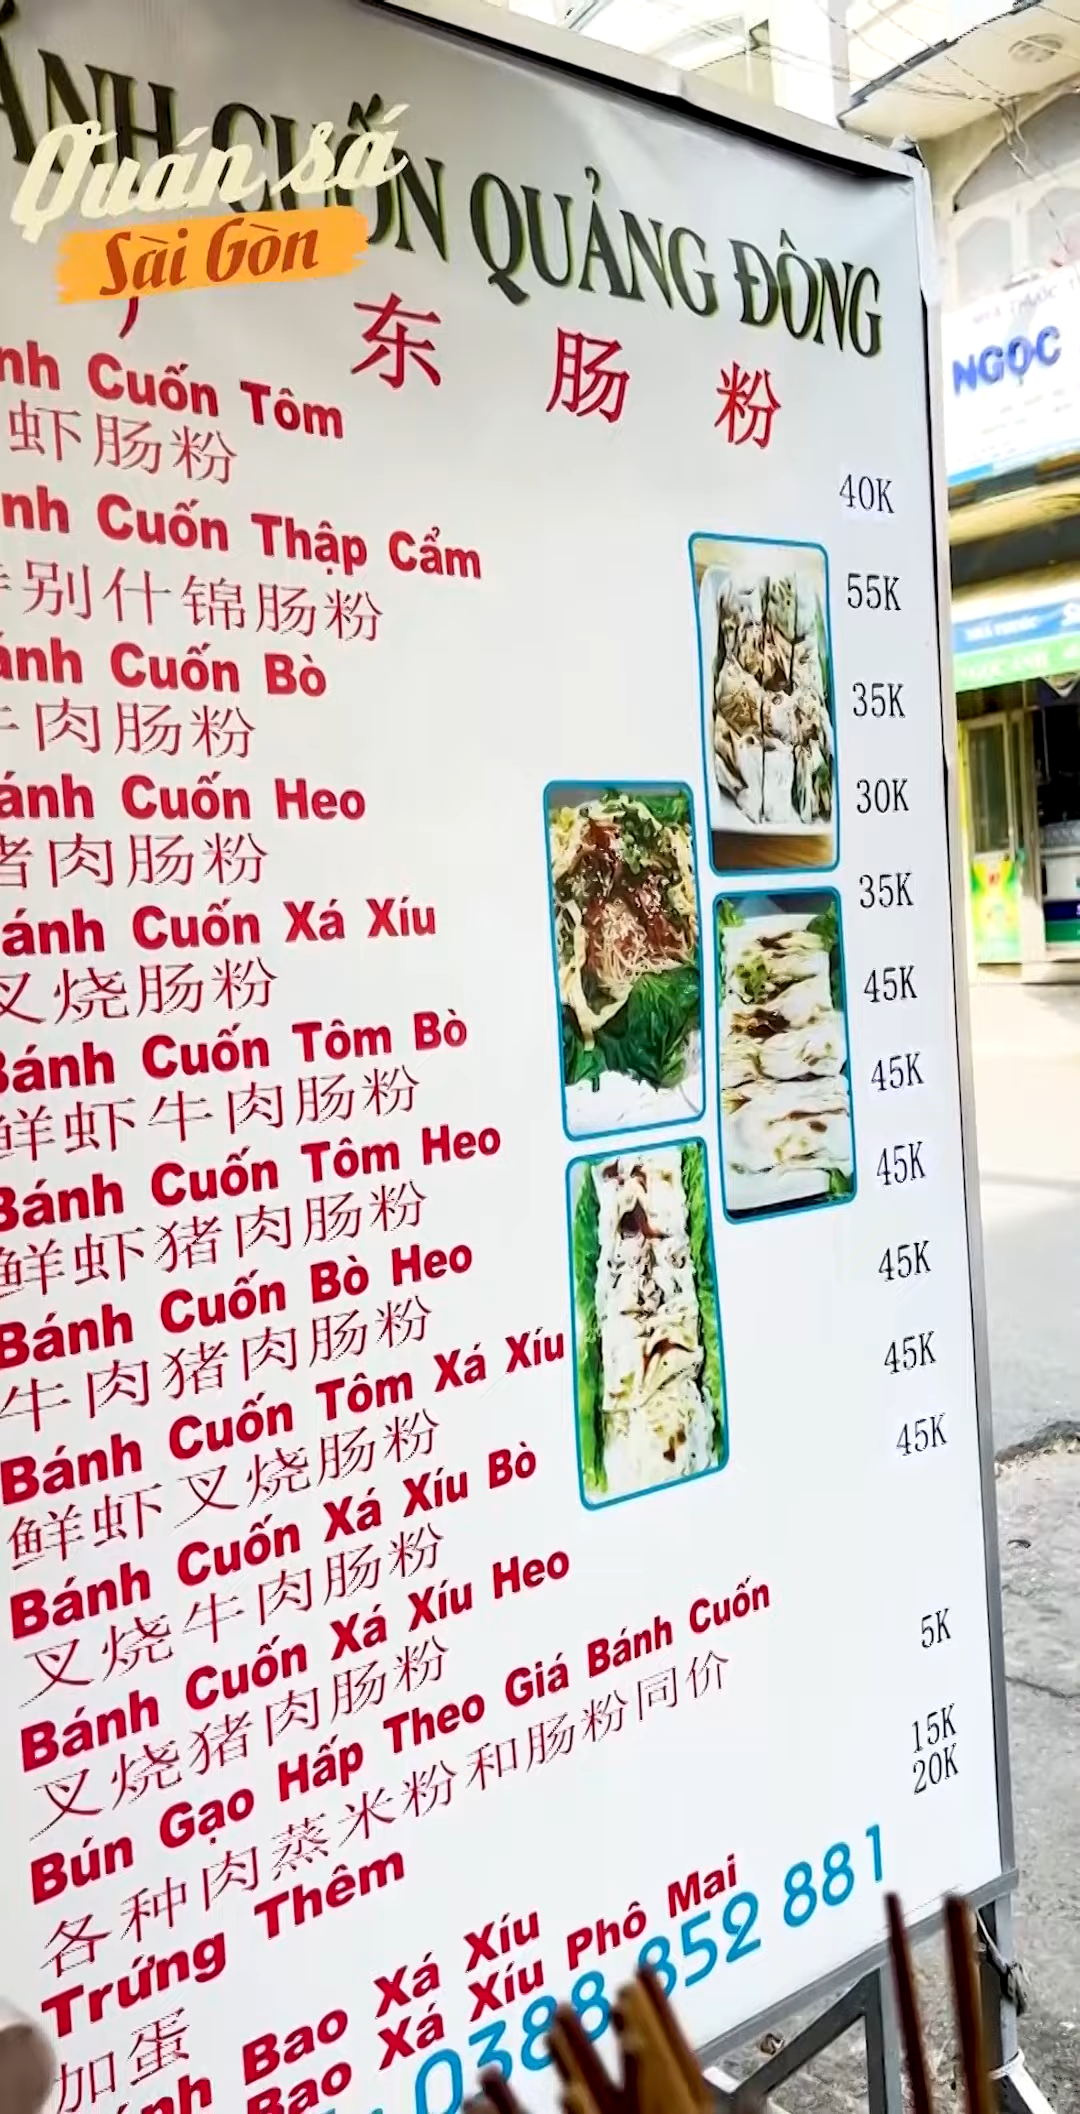 ÁNH CUỐN QUẢNG ĐÔNG
Quán sá
Sài Gòn
广 东 肠 粉
nh Cuốn Tôm
虾肠粉
40K
nh Cuốn Thập Cẩm
别什锦肠粉
55K
ánh Cuốn Bò
牛肉肠粉
35K
ánh Cuốn Heo
猪肉肠粉
30K
ánh Cuốn Xá Xíu
叉烧肠粉
35K
Bánh Cuốn Tôm Bò
鲜虾牛肉肠粉
45K
Bánh Cuốn Tôm Heo
鲜虾猪肉肠粉
45K
Bánh Cuốn Bò Heo
牛肉猪肉肠粉
45K
Bánh Cuốn Tôm Xá Xíu
鲜虾叉烧肠粉
45K
Bánh Cuốn Xá Xíu Bò
叉烧牛肉肠粉
45K
Bánh Cuốn Xá Xíu Heo
叉烧猪肉肠粉
45K
Bún Gạo Hấp Theo Giá Bánh Cuốn
各种肉蒸米粉和肠粉同价
Trứng Thêm
加蛋
5K
ánh Bao Xá Xíu
15K
Bao Xá Xíu Phô Mai
20K
0388 852 881
NGỌC